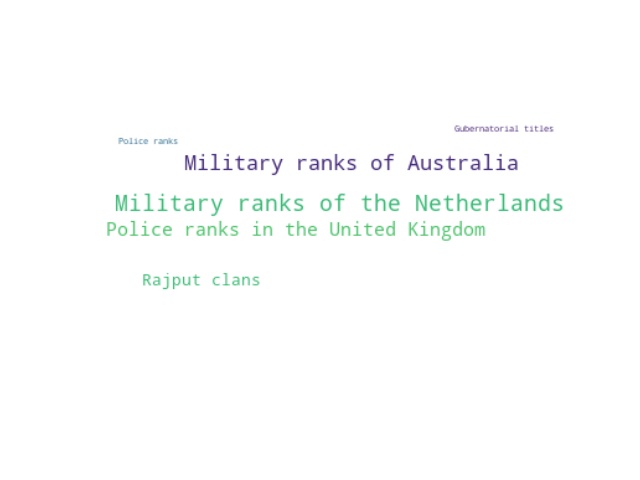 Gubernatorial titles
Police ranks
Military ranks of Australia
Military ranks of the Netherlands
Police ranks in the United Kingdom
Rajput clans